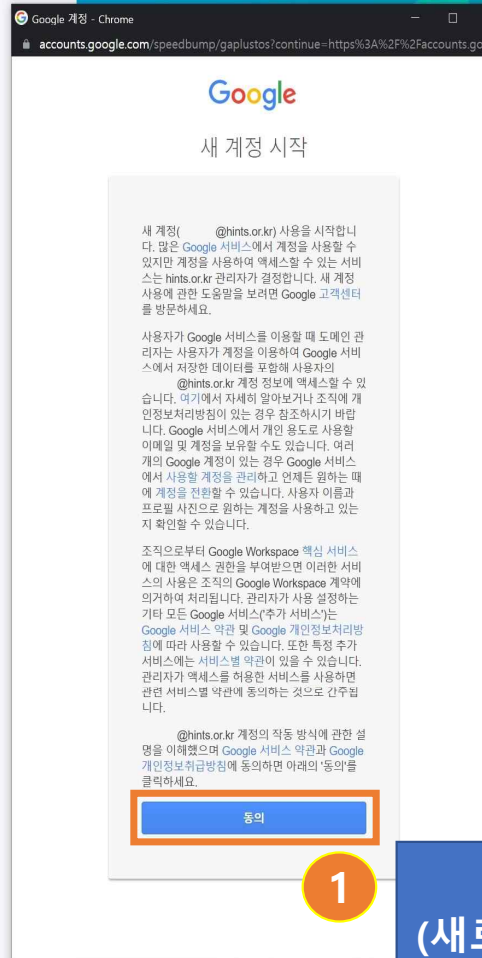 Google 계정 - Chrome
accounts.google.com/speedbump/gaplustos?continue=https%3A%2F%2Faccounts.go
Google
새 계정 시작
새 계정( @hints.or.kr) 사용을 시작합니
다. 많은 Google 서비스에서 계정을 사용할 수
있지만 계정을 사용하여 액세스할 수 있는 서비
스는 hints.or.kr 관리자가 결정합니다. 새 계정
사용에 관한 도움말을 보려면 Google 고객센터
를 방문하세요.
사용자가 Google 서비스를 이용할 때 도메인 관
리자는 사용자가 계정을 이용하여 Google 서비
스에서 저장한 데이터를 포함해 사용자의
@hints.or.kr 계정 정보에 액세스할 수 있
습니다. 여기에서 자세히 알아보거나 조직에 개
인정보처리방침이 있는 경우 참조하시기 바랍
니다. Google 서비스에서 개인 용도로 사용할
이메일 및 계정을 보유할 수도 있습니다. 여러
개의 Google 계정이 있는 경우 Google 서비스
에서 사용할 계정을 관리하고 언제든 원하는 때
에 계정을 전환할 수 있습니다. 사용자 이름과
프로필 사진으로 원하는 계정을 사용하고 있는
지 확인할 수 있습니다.
조직으로부터 Google Workspace 핵심 서비스
에 대한 액세스 권한을 부여받으면 이러한 서비
스의 사용은 조직의 Google Workspace 계약에
의거하여 처리됩니다. 관리자가 사용 설정하는
기타 모든 Google 서비스('추가 서비스')는
Google 서비스 약관 및 Google 개인정보처리방
침에 따라 사용할 수 있습니다. 또한 특정 추가
서비스에는 서비스별 약관이 있을 수 있습니다.
관리자가 액세스를 허용한 서비스를 사용하면
관련 서비스별 약관에 동의하는 것으로 간주됩
니다.
@hints.or.kr 계정의 작동 방식에 관한 설
명을 이해했으며 Google 서비스 약관과 Google
개인정보취급방침에 동의하면 아래의 '동의'를
클릭하세요.
동의
1
(새로